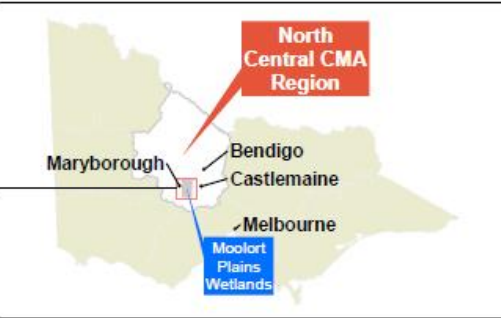 North
Central CMA
Region
Maryborough
Bendigo
Castlemaine
Melbourne
Moolort
Plains
Wetlands